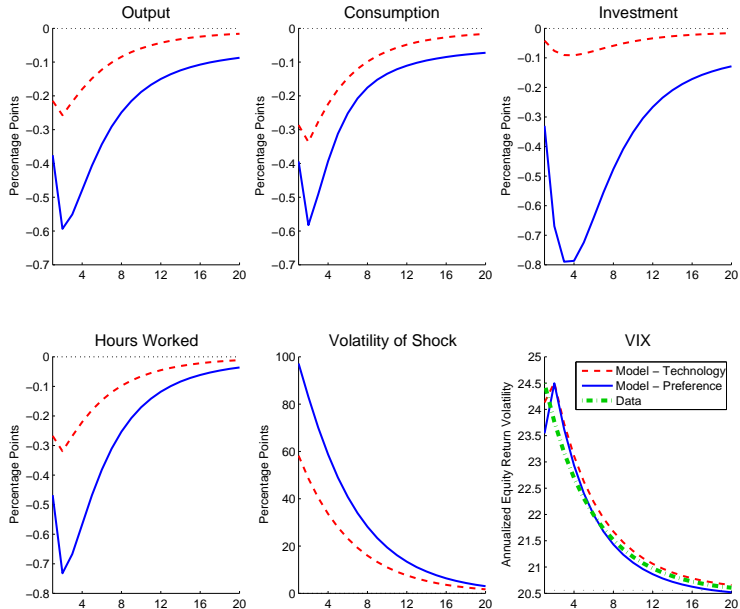 Output
Percentage Points
0
−0.1
−0.2
−0.3
−0.4
−0.5
−0.6
−0.7
4 8 12 16 20
Consumption
Percentage Points
0
−0.1
−0.2
−0.3
−0.4
−0.5
−0.6
−0.7
4 8 12 16 20
Investment
Percentage Points
0
−0.1
−0.2
−0.3
−0.4
−0.5
−0.6
−0.7
−0.8
4 8 12 16 20
Hours Worked
Percentage Points
0
−0.1
−0.2
−0.3
−0.4
−0.5
−0.6
−0.7
−0.8
4 8 12 16 20
Volatility of Shock
Percentage Points
100
80
60
40
20
0
4 8 12 16 20
VIX
Annualized Equity Return Volatility
25
24.5
24
23.5
23
22.5
22
21.5
21
20.5
4 8 12 16 20
Model − Technology
Model − Preference
Data